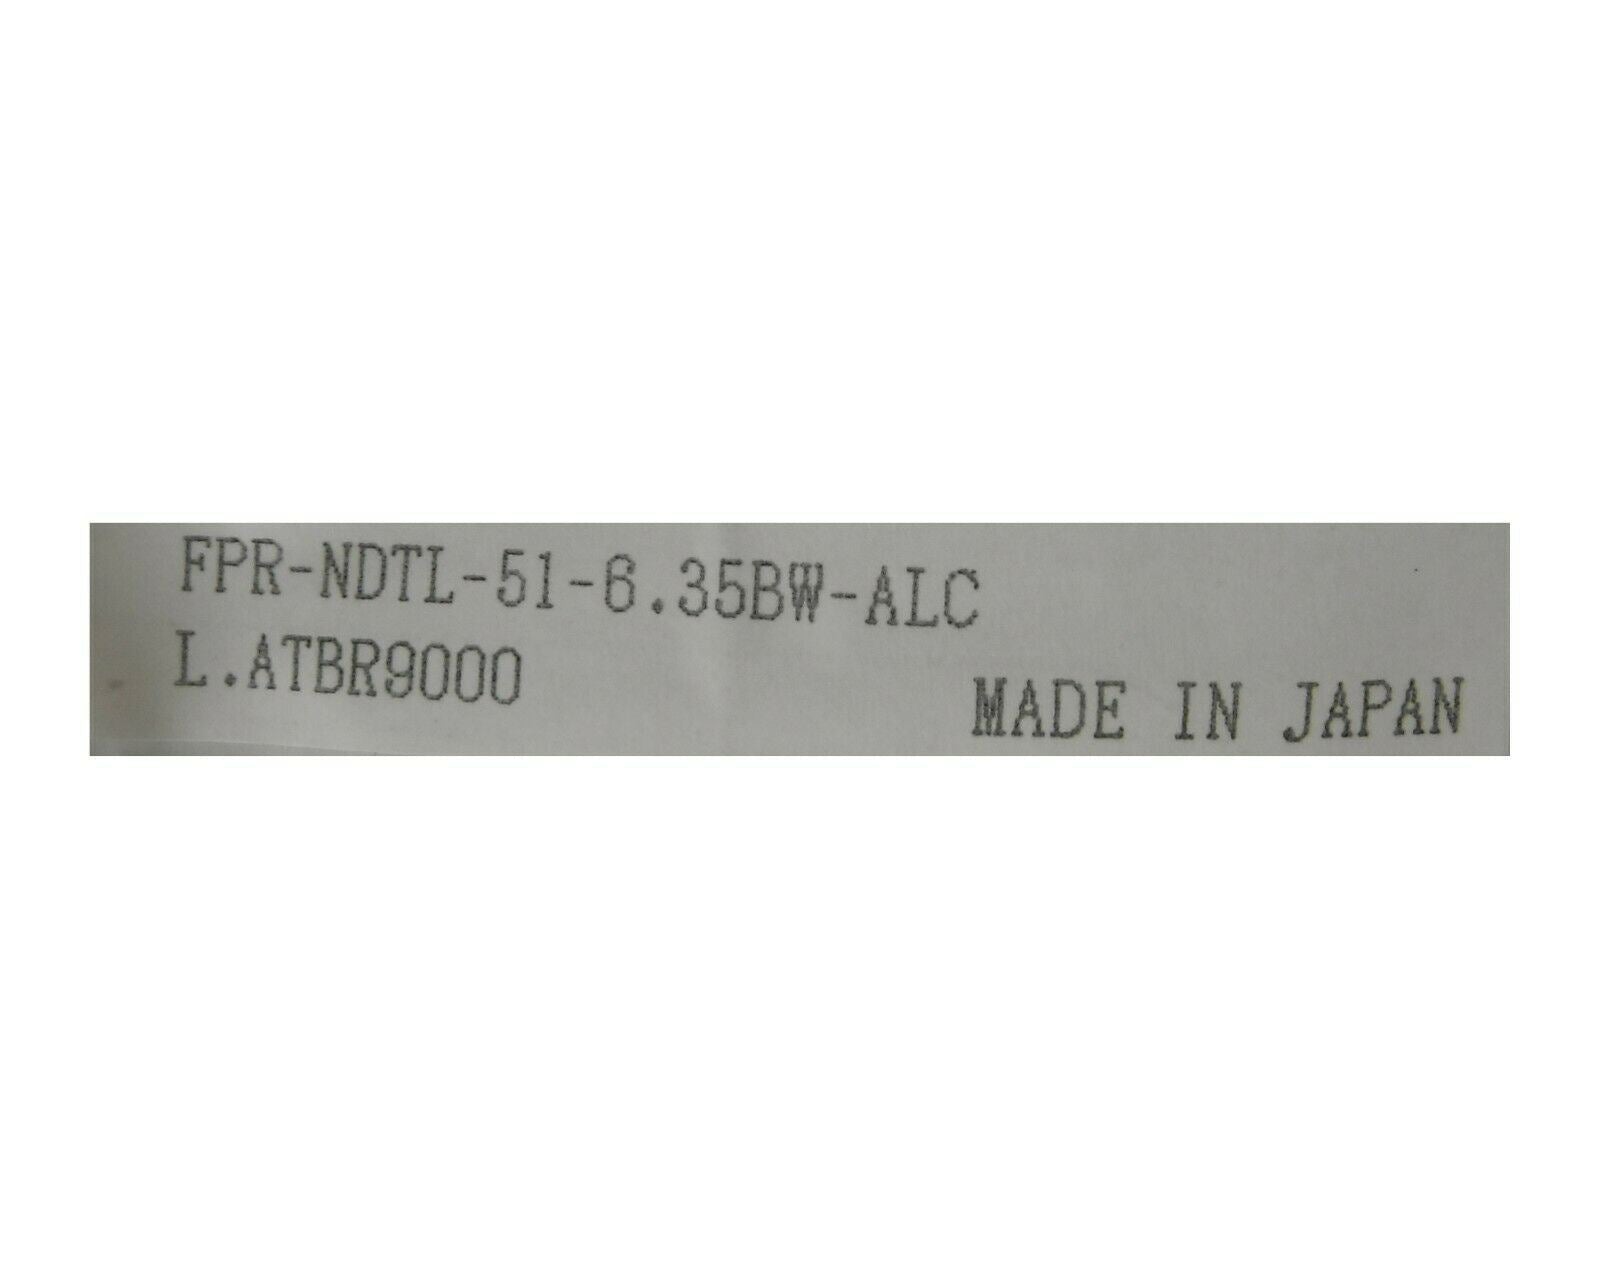 FPR-NDTL-51-6.35BW-ALC
L.ATBR9000
MADE IN JAPAN